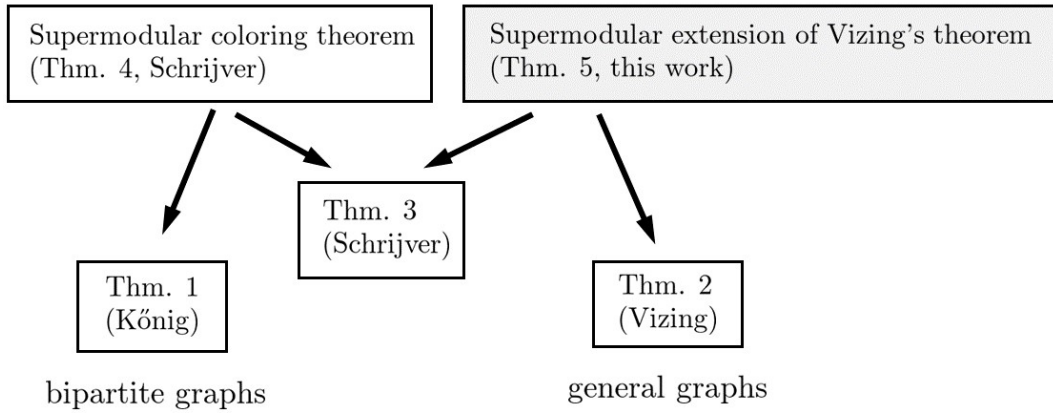 Supermodular coloring theorem
(Thm. 4, Schrijver)
Supermodular extension of Vizing's theorem
(Thm. 5, this work)
Thm. 3
(Schrijver)
Thm. 1
(Kőnig)
Thm. 2
(Vizing)
bipartite graphs
general graphs